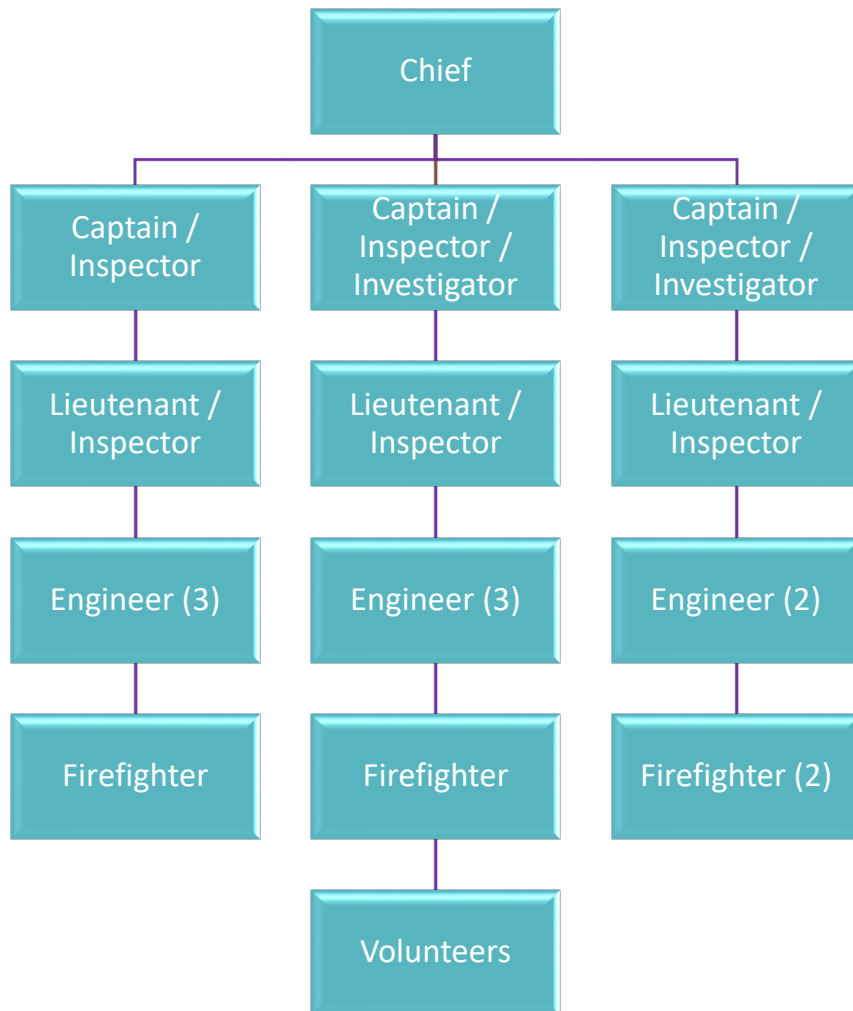 Chief
Captain /
Inspector
Captain /
Inspector /
Investigator
Captain /
Inspector /
Investigator
Lieutenant /
Inspector
Lieutenant /
Inspector
Lieutenant /
Inspector
Engineer (3)
Engineer (3)
Engineer (2)
Firefighter
Firefighter
Firefighter (2)
Volunteers